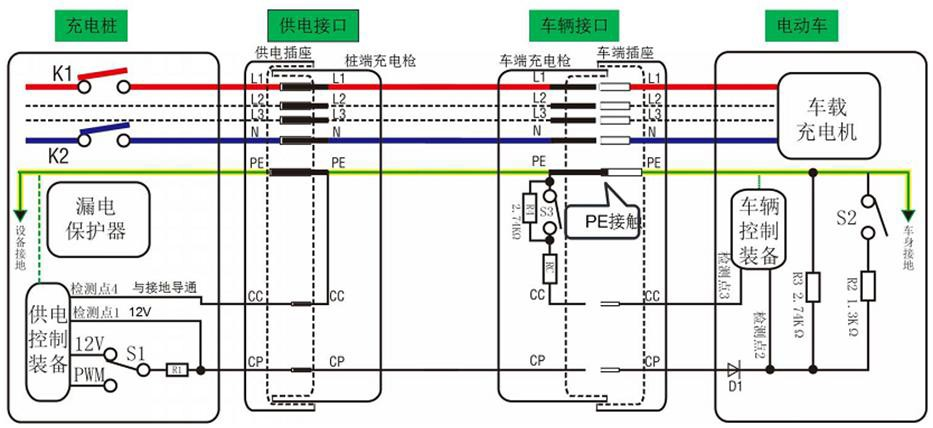 充电桩
供电接口
车辆接口
电动车
供电插座
桩端充电枪
车端充电枪
车端插座
K1
L1
L1
L1
L1
L2
L2
L2
L3
L3
L3
K2
N
N
N
N
车载
充电机
PE
PE
PE
PE
漏电
保护器
R4
2.74KΩ
S3
PE接触
车辆
控制
装置
S2
设备接地
车身接地
RC
检测点3
检测点4
与接地导通
CC
CC
CC
CC
R3 2.74KΩ
R2 1.3KΩ
供电
控制
装备
检测点1 12V
检测点2
12V
S1
PWM
R1
CP
CP
CP
CP
D1